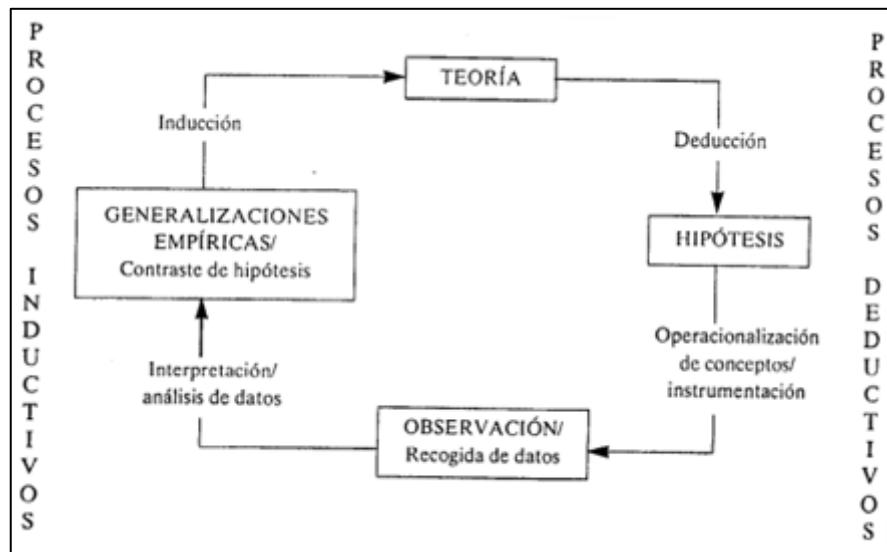 PROCESOS INDUCTIVOS
TEORÍA
Inducción
Deducción
GENERALIZACIONES
EMPÍRICAS/
Contraste de hipótesis
HIPÓTESIS
Operacionalización
de conceptos/
instrumentación
Interpretación/
análisis de datos
OBSERVACIÓN/
Recogida de datos
PROCESOS DEDUCTIVOS